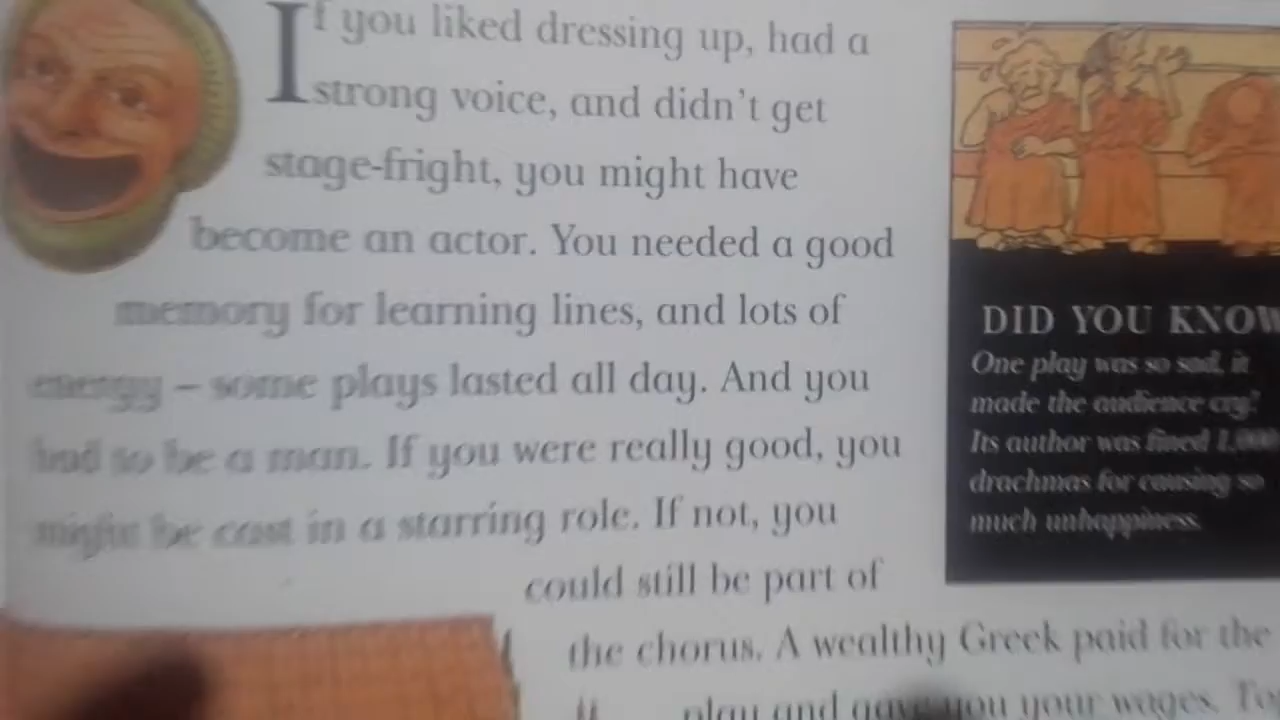 If you liked dressing up, had a
strong voice, and didn't get
stage-fright, you might have
become an actor. You needed a good
memory for learning lines, and lots of
energy – some plays lasted all day. And you
had to be a man. If you were really good, you
might be cast in a starring role. If not, you
could still be part of
the chorus. A wealthy Greek paid for the
play and gave you your wages. To
DID YOU KNOW
One play was so sad, it
made the audience cry!
Its author was fined 1,000
drachmas for causing so
much unhappiness.